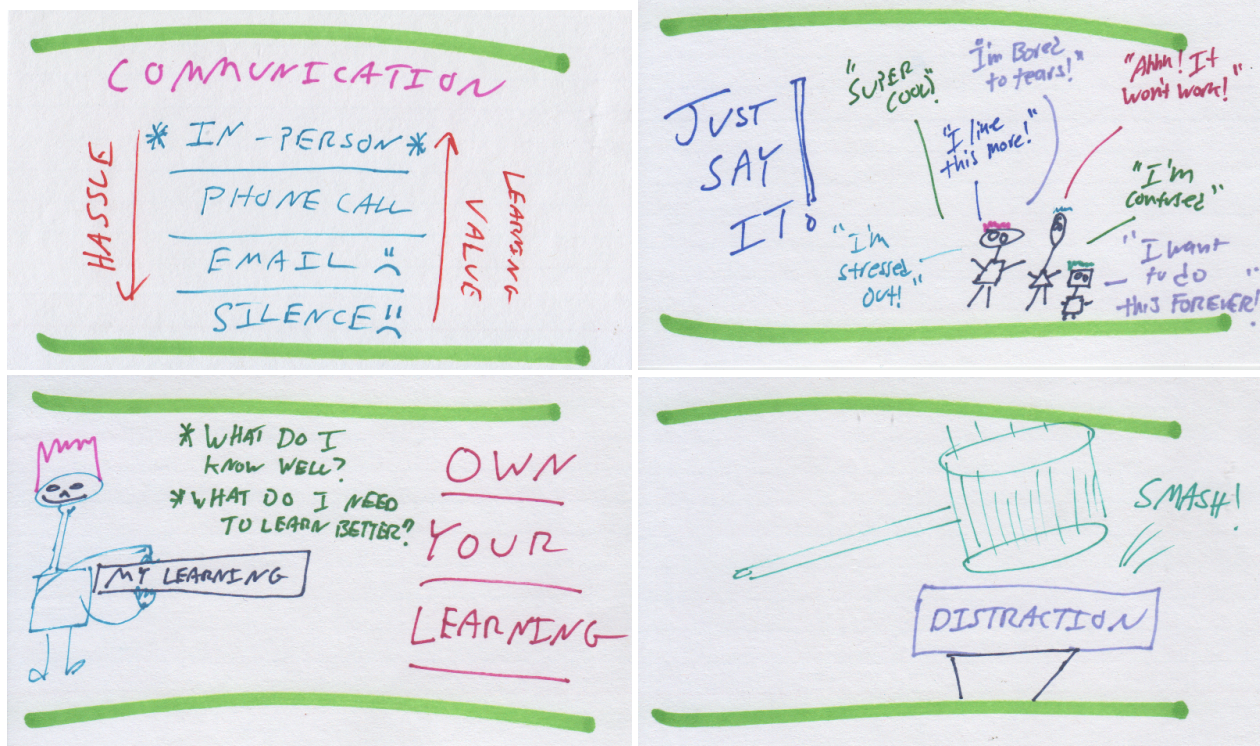 COMMUNICATION
HASSLE
* IN-PERSON *
PHONE CALL
EMAIL
SILENCE
LEARNING
VALUE
JUST
SAY
IT!
"SUPER
COOL!"
"I'm Bored
to tears!"
"Ahhh! It
won't work!"
"I like
this more!"
"I'm
confused"
"I'm
stressed
OUT!"
"I want
to do
this FOREVER!"
* WHAT DO I
KNOW WELL?
* WHAT DO I NEED
TO LEARN BETTER?
MY LEARNING
OWN
YOUR
LEARNING
SMASH!
DISTRACTION